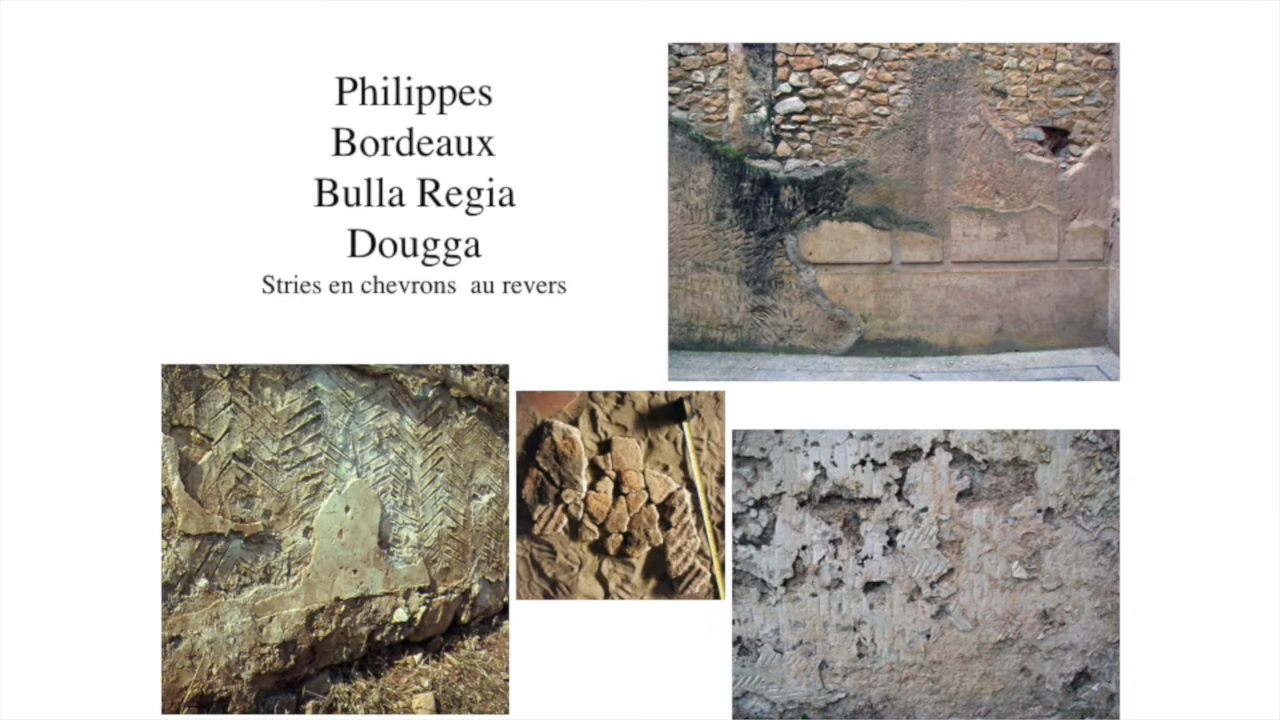 Philippes
Bordeaux
Bulla Regia
Dougga
Stries en chevrons au revers